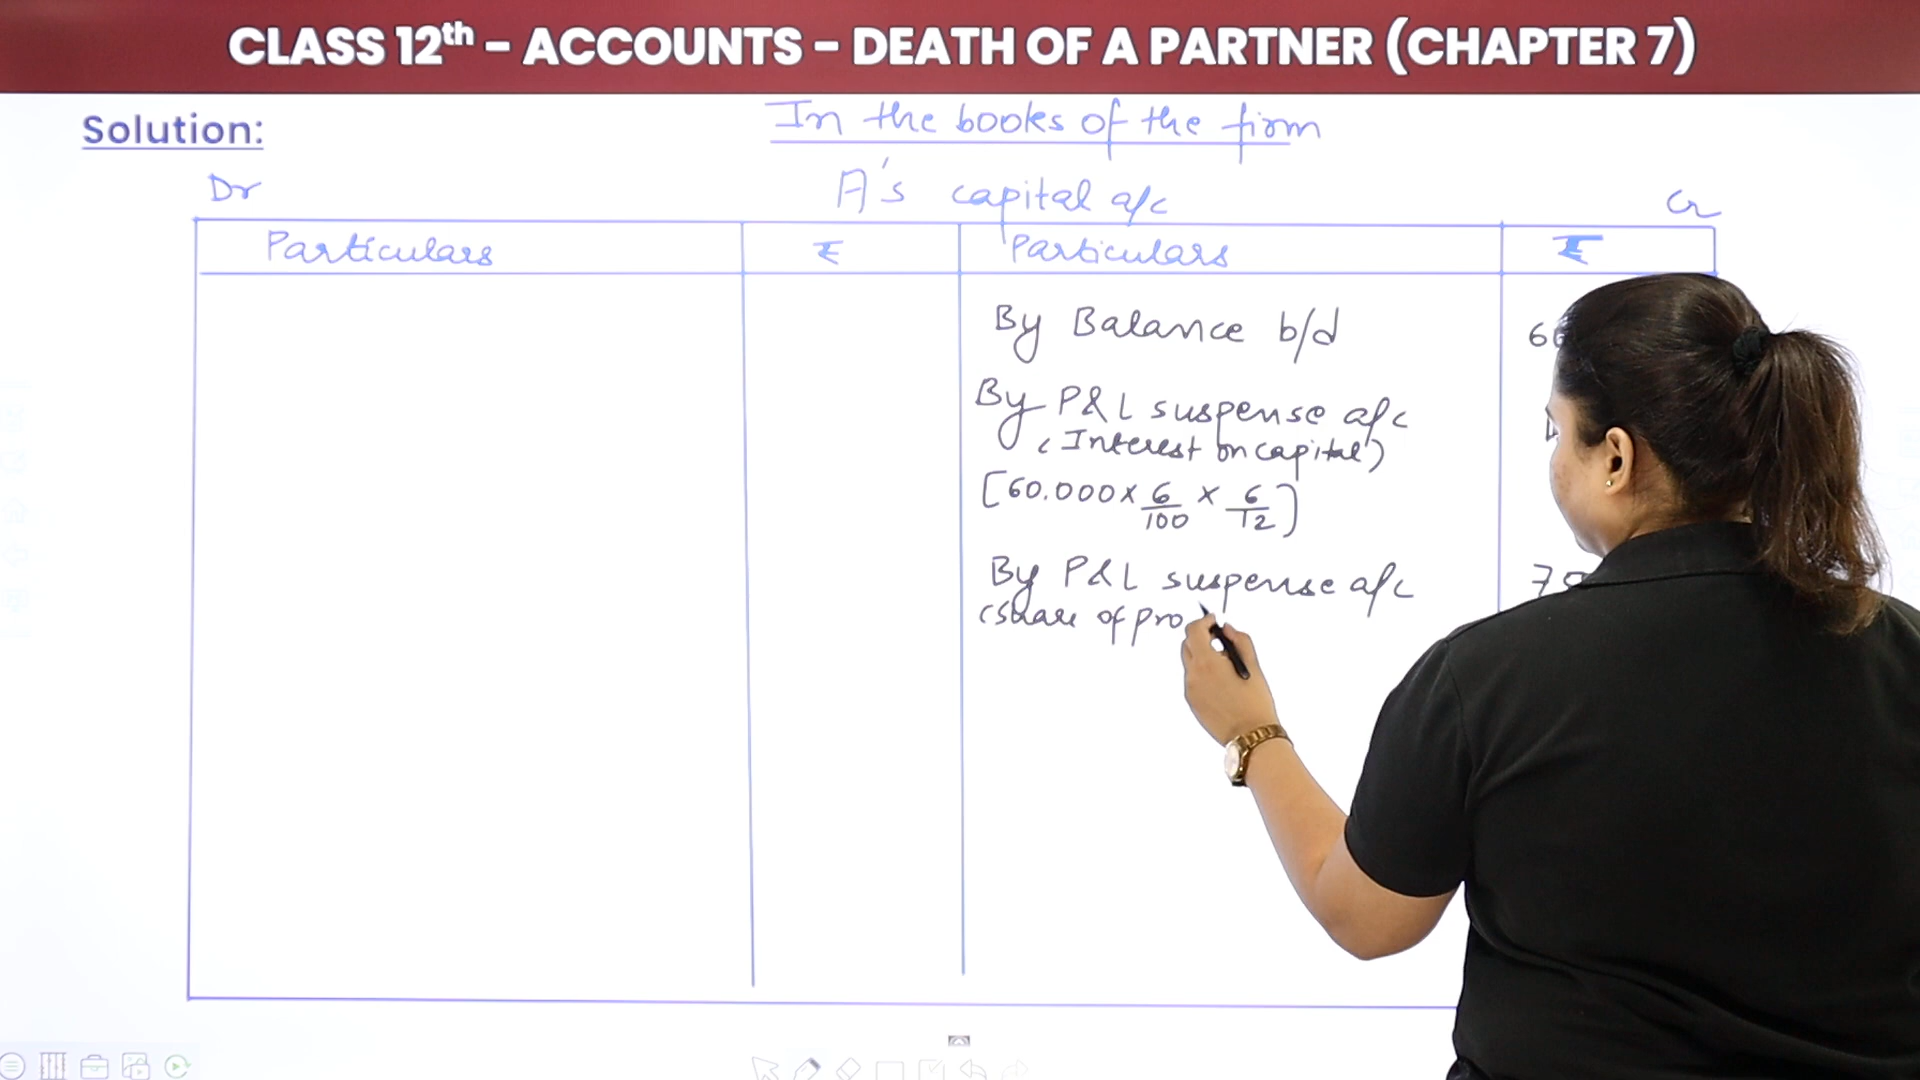 CLASS 12th – ACCOUNTS – DEATH OF A PARTNER (CHAPTER 7)
Solution:
In the books of the firm
Dr A's capital a/c Cr
Particulars ₹ Particulars ₹
By Balance b/d
By P&L suspense a/c
(Interest on capital)
[60.000 × 6/100 × 6/12]
By P&L suspense a/c
(Share of pro